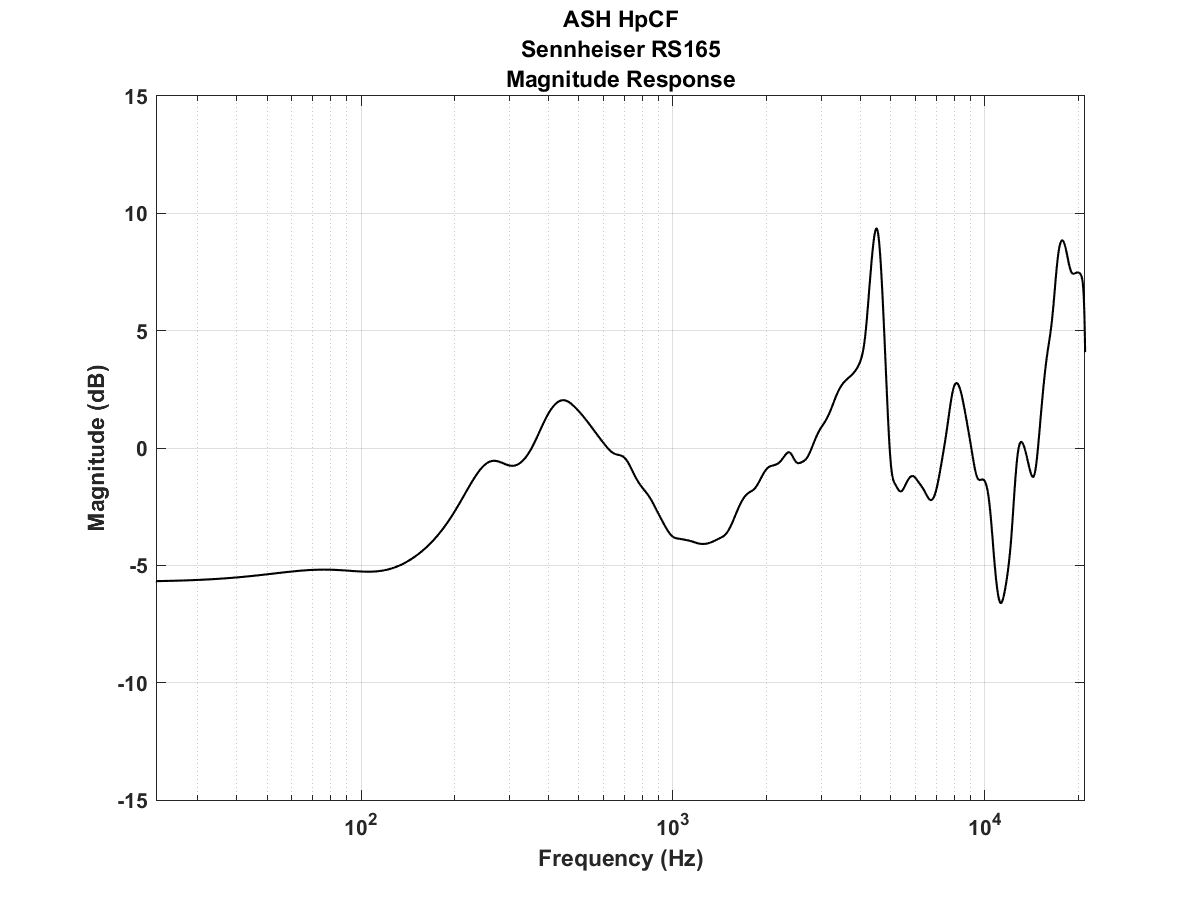 ASH HpCF
Sennheiser RS165
Magnitude Response
15
10
5
0
-5
-10
-15
Magnitude (dB)
10^2
10^3
10^4
Frequency (Hz)